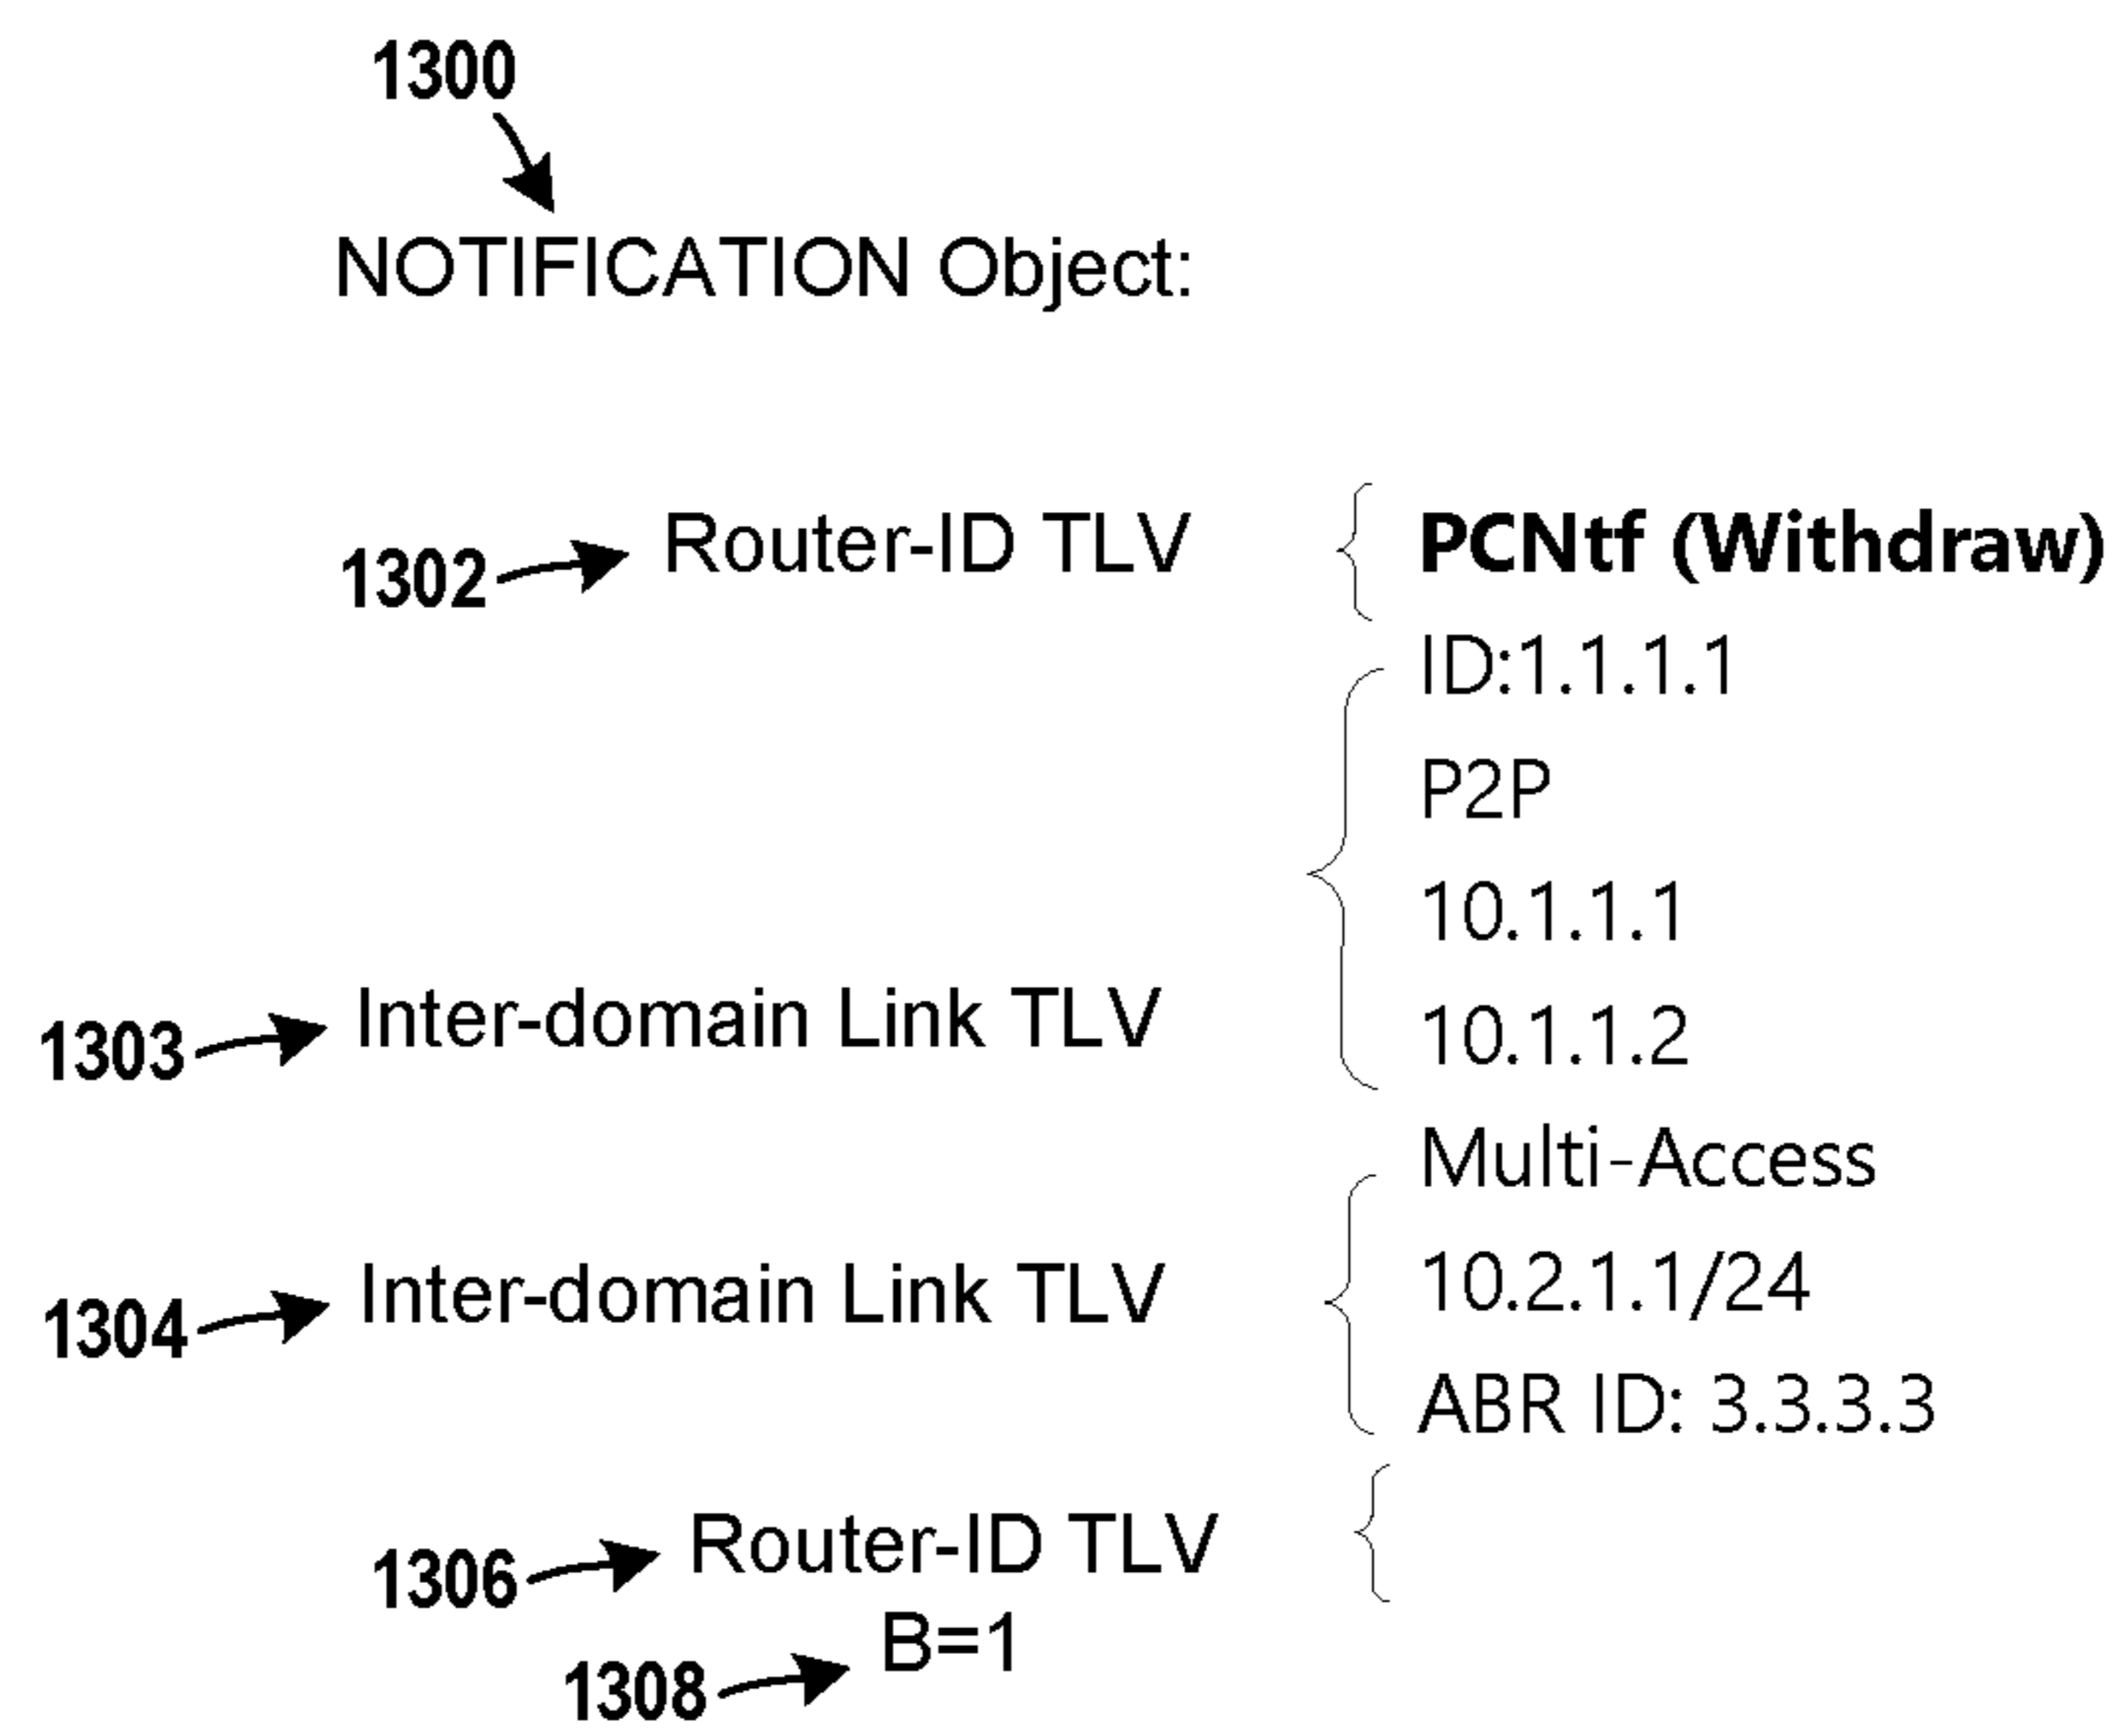 1300
NOTIFICATION Object:
1302 Router-ID TLV PCNtf (Withdraw)
ID:1.1.1.1
P2P
10.1.1.1
1303 Inter-domain Link TLV 10.1.1.2
Multi-Access
1304 Inter-domain Link TLV 10.2.1.1/24
ABR ID: 3.3.3.3
1306 Router-ID TLV
1308 B=1